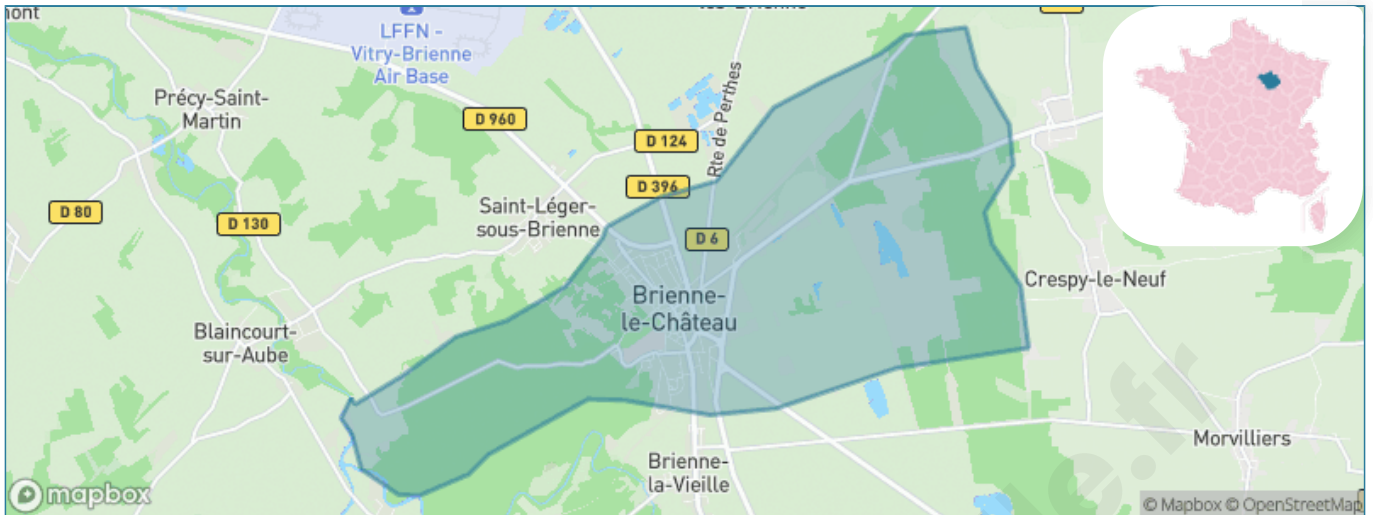 mont
LFFN -
Vitry-Brienne
Air Base
Précy-Saint-
Martin
D 960
D 124
Rte de Perthes
D 396
D 80
D 130
Saint-Léger-
sous-Brienne
D 6
Brienne-
le-Château
Crespy-le-Neuf
Blaincourt-
sur-Aube
Morvilliers
Brienne-
la-Vieille
mapbox
© Mapbox © OpenStreetMap